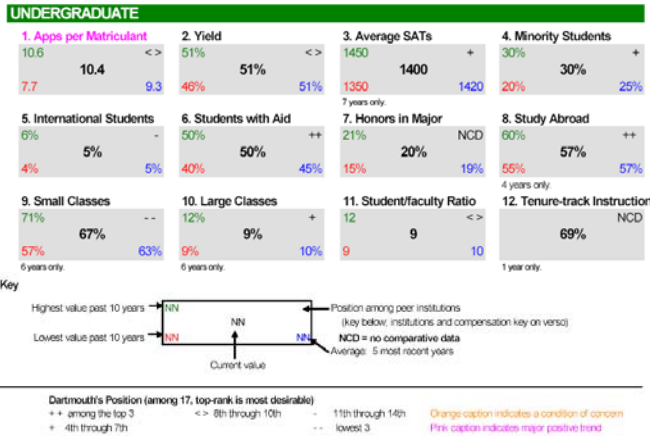 UNDERGRADUATE
1. Apps per Matriculant
10.6 <>
10.4
7.7 9.3
2. Yield
51% <>
51%
46% 51%
3. Average SATs
1450 +
1400
1350 1420
7 years only.
4. Minority Students
30% +
30%
20% 25%
5. International Students
6% -
5%
4% 5%
6. Students with Aid
50% ++
50%
40% 45%
7. Honors in Major
21% NCD
20%
15% 19%
8. Study Abroad
60% ++
57%
55% 57%
4 years only.
9. Small Classes
71% --
67%
57% 63%
6 years only.
10. Large Classes
12% +
9%
9% 10%
6 years only.
11. Student/faculty Ratio
12 <>
9
9 10
12. Tenure-track Instruction
NCD
69%
1 year only.
Key
Highest value past 10 years
NN
Position among peer institutions
(key below, institutions and compensation key on verso)
NN
Lowest value past 10 years
NN
NN
NCD = no comparative data
Average: 5 most recent years
Current value
Dartmouth's Position (among 17, top-rank is most desirable)
++ among the top 3 <> 8th through 10th - 11th through 14th Orange caption indicates a condition of concern
+ 4th through 7th -- lowest 3 Pink caption indicates major positive trend